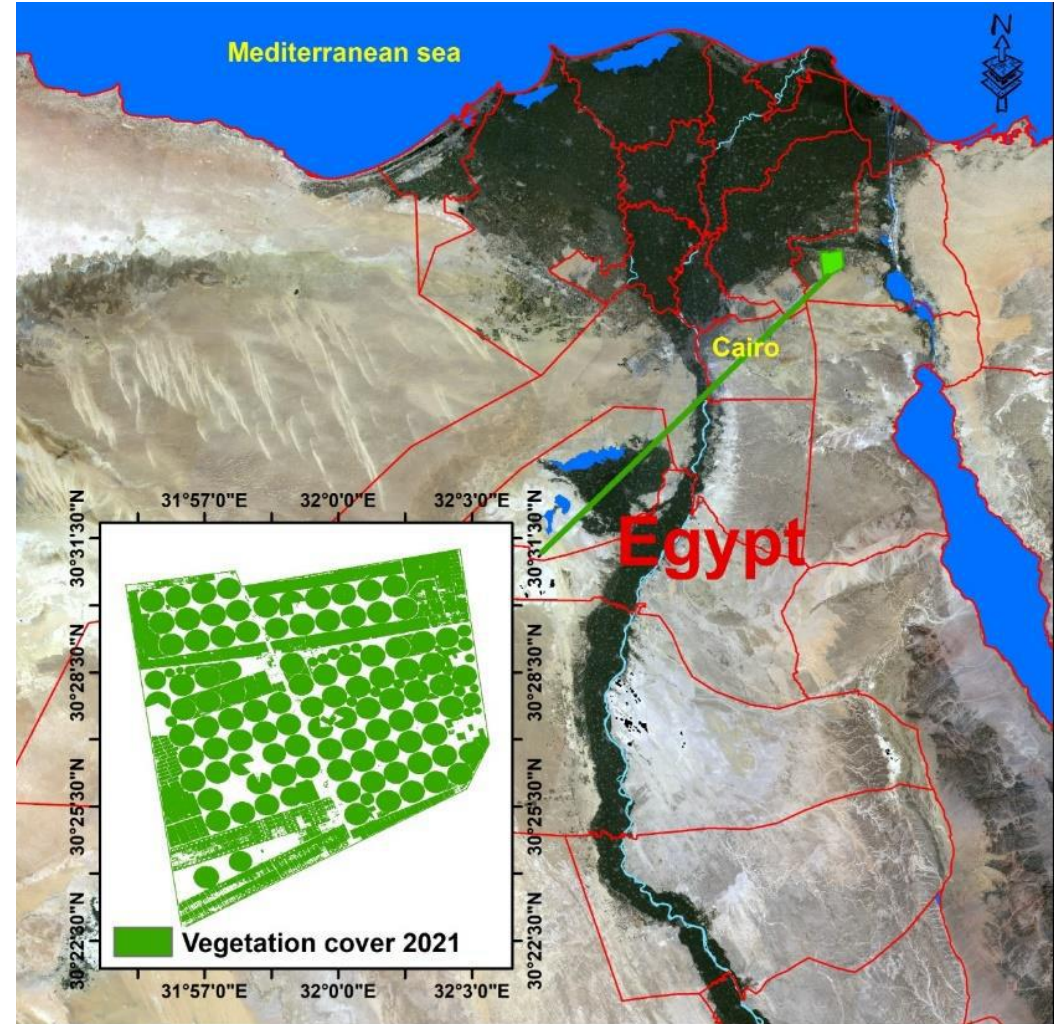 N
Mediterranean sea
Cairo
Egypt
31°57'0"E 32°0'0"E 32°3'0"E
30°31'30"N 30°31'30"N
30°28'30"N 30°28'30"N
30°25'30"N 30°25'30"N
30°22'30"N 30°22'30"N
Vegetation cover 2021
31°57'0"E 32°0'0"E 32°3'0"E